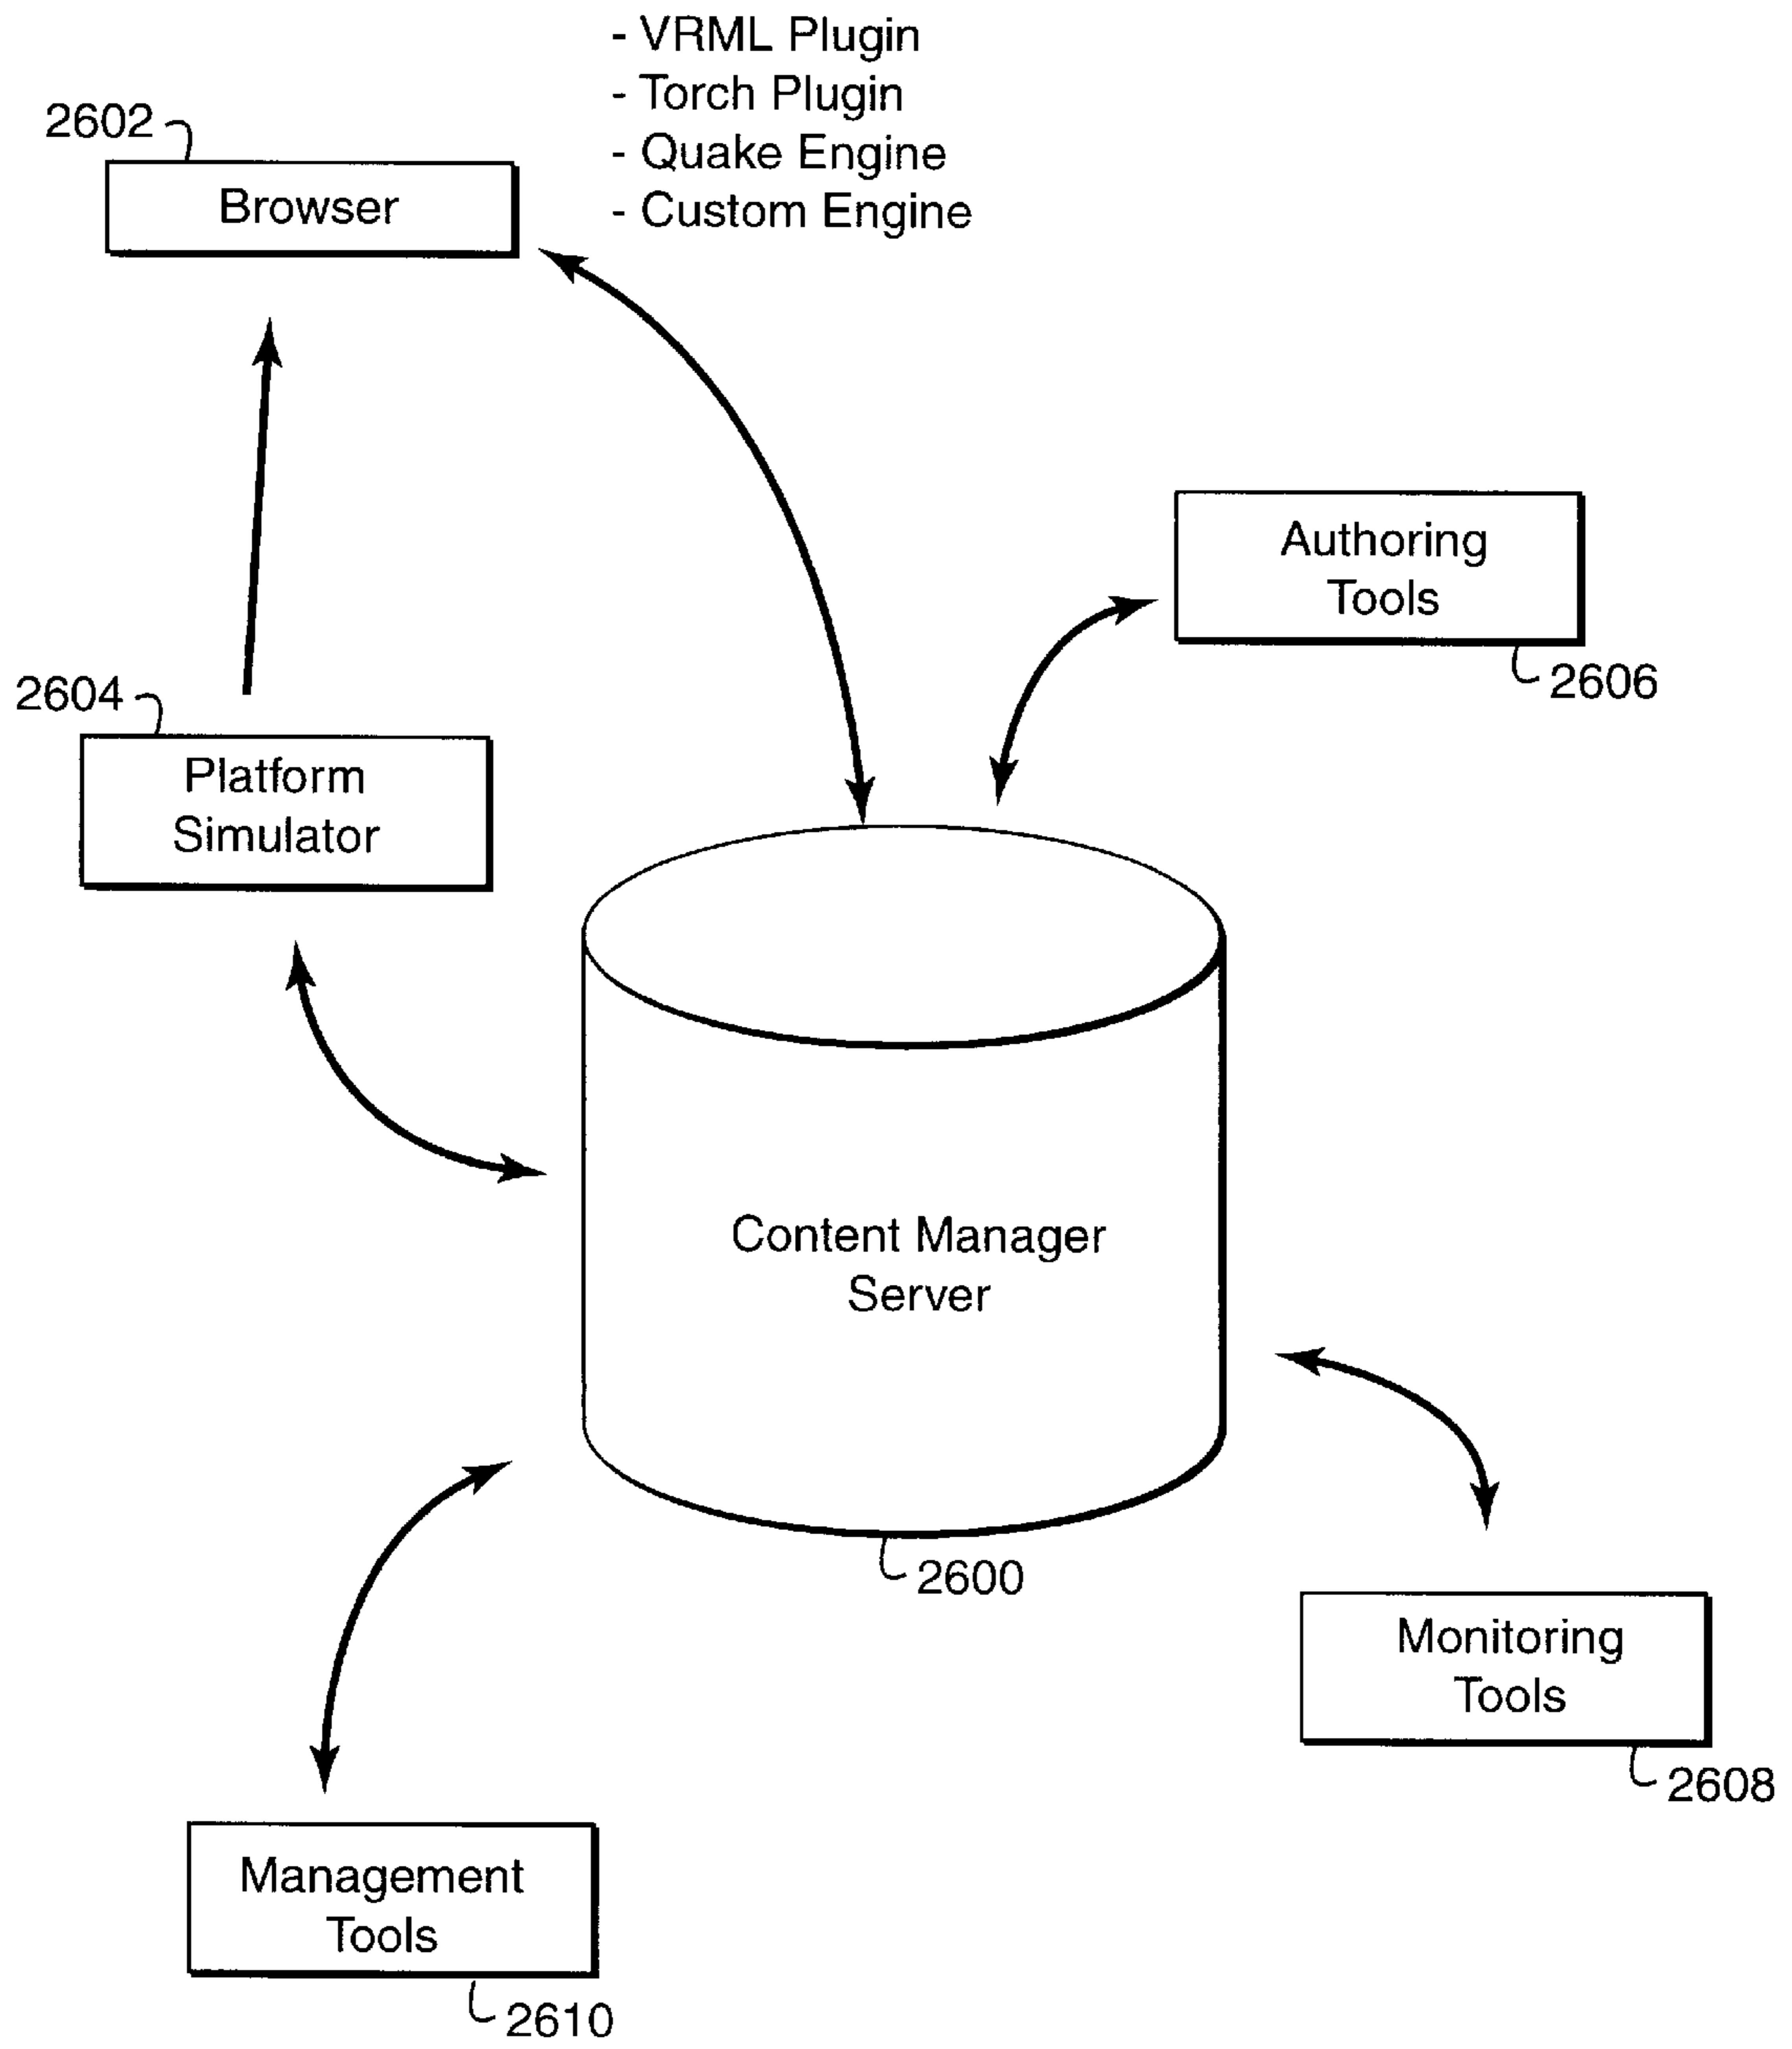 - VRML Plugin
- Torch Plugin
- Quake Engine
- Custom Engine
2602
Browser
Authoring
Tools
2606
2604
Platform
Simulator
Content Manager
Server
2600
Monitoring
Tools
2608
Management
Tools
2610